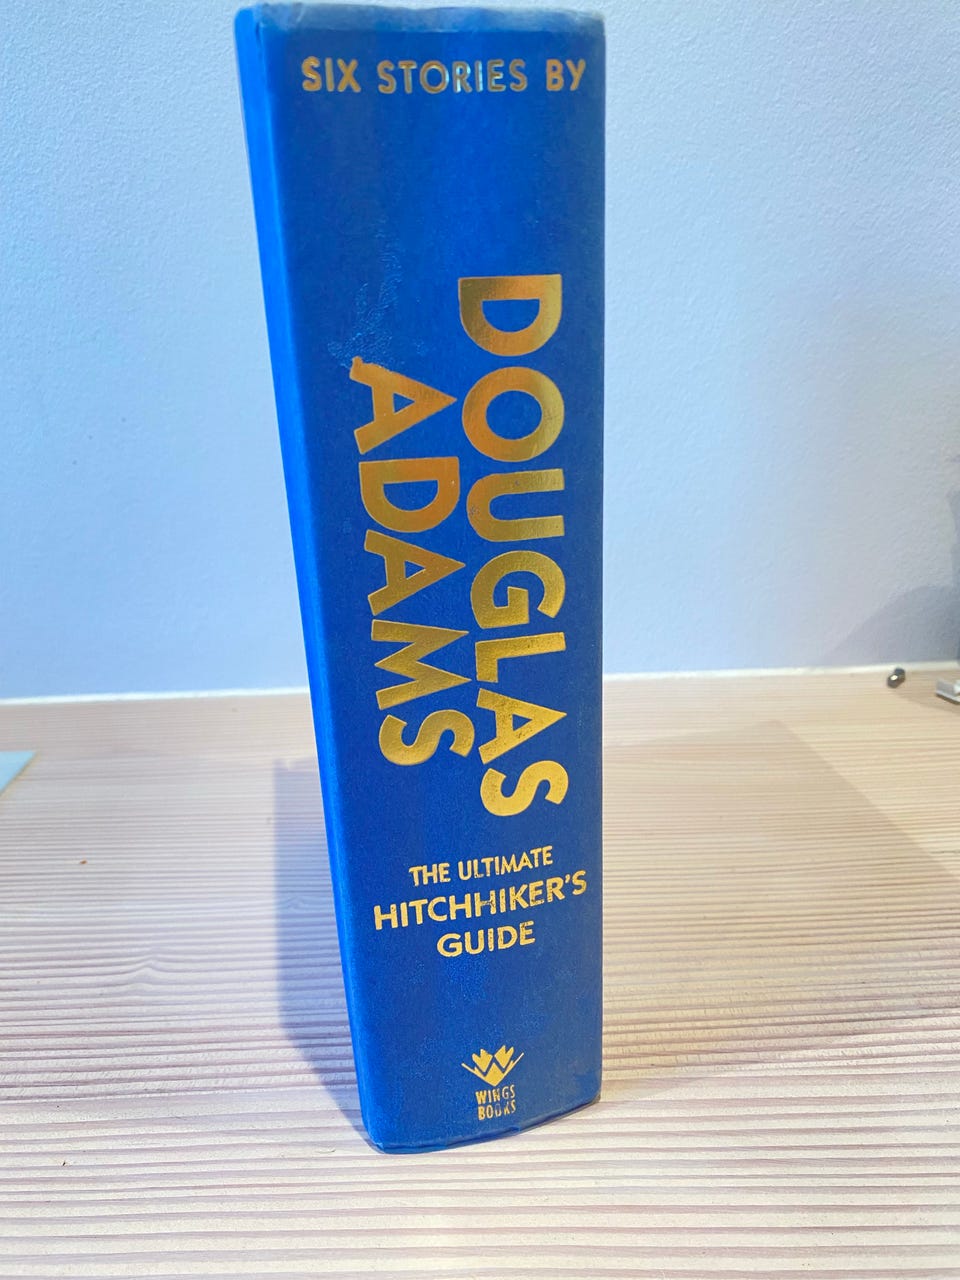 SIX STORIES BY
DOUGLAS
ADAMS
THE ULTIMATE
HITCHHIKER'S
GUIDE
WINGS
BOOKS